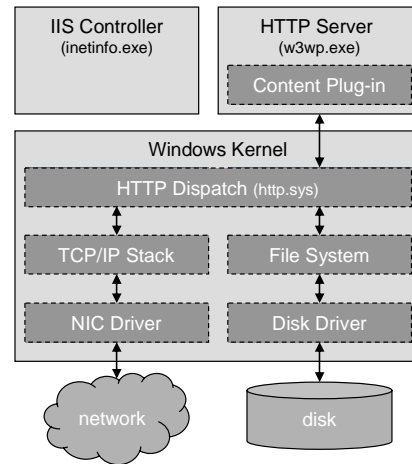 IIS Controller
(inetinfo.exe)
HTTP Server
(w3wp.exe)
Content Plug-in
Windows Kernel
HTTP Dispatch (http.sys)
TCP/IP Stack
File System
NIC Driver
Disk Driver
network
disk